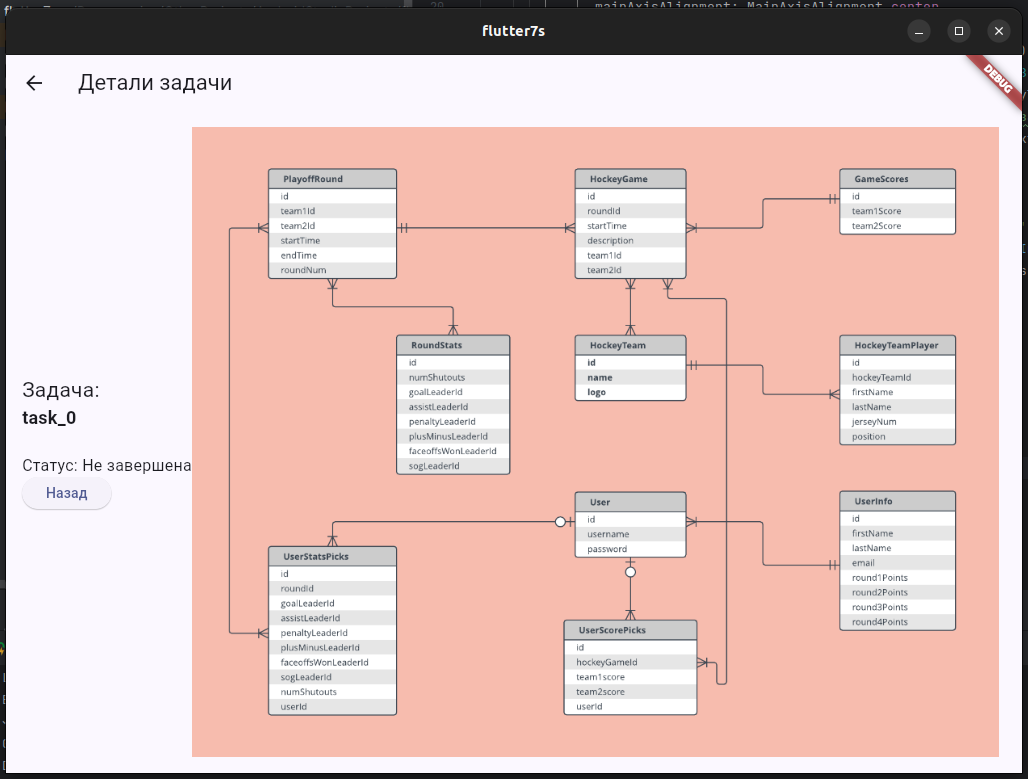 mainAxisAlignment: MainAxisAlignment.center
flutter7s
DEBUG
Детали задачи
Задача:
task_0
Статус: Не завершена
Назад
PlayoffRound
id
team1Id
team2Id
startTime
endTime
roundNum
HockeyGame
id
roundId
startTime
description
team1Id
team2Id
GameScores
id
team1Score
team2Score
RoundStats
id
numShutouts
goalLeaderId
assistLeaderId
penaltyLeaderId
plusMinusLeaderId
faceoffsWonLeaderId
sogLeaderId
HockeyTeam
id
name
logo
HockeyTeamPlayer
id
hockeyTeamId
firstName
lastName
jerseyNum
position
User
id
username
password
UserInfo
id
firstName
lastName
email
round1Points
round2Points
round3Points
round4Points
UserStatsPicks
id
roundId
goalLeaderId
assistLeaderId
penaltyLeaderId
plusMinusLeaderId
faceoffsWonLeaderId
sogLeaderId
numShutouts
userId
UserScorePicks
id
hockeyGameId
team1score
team2score
userId